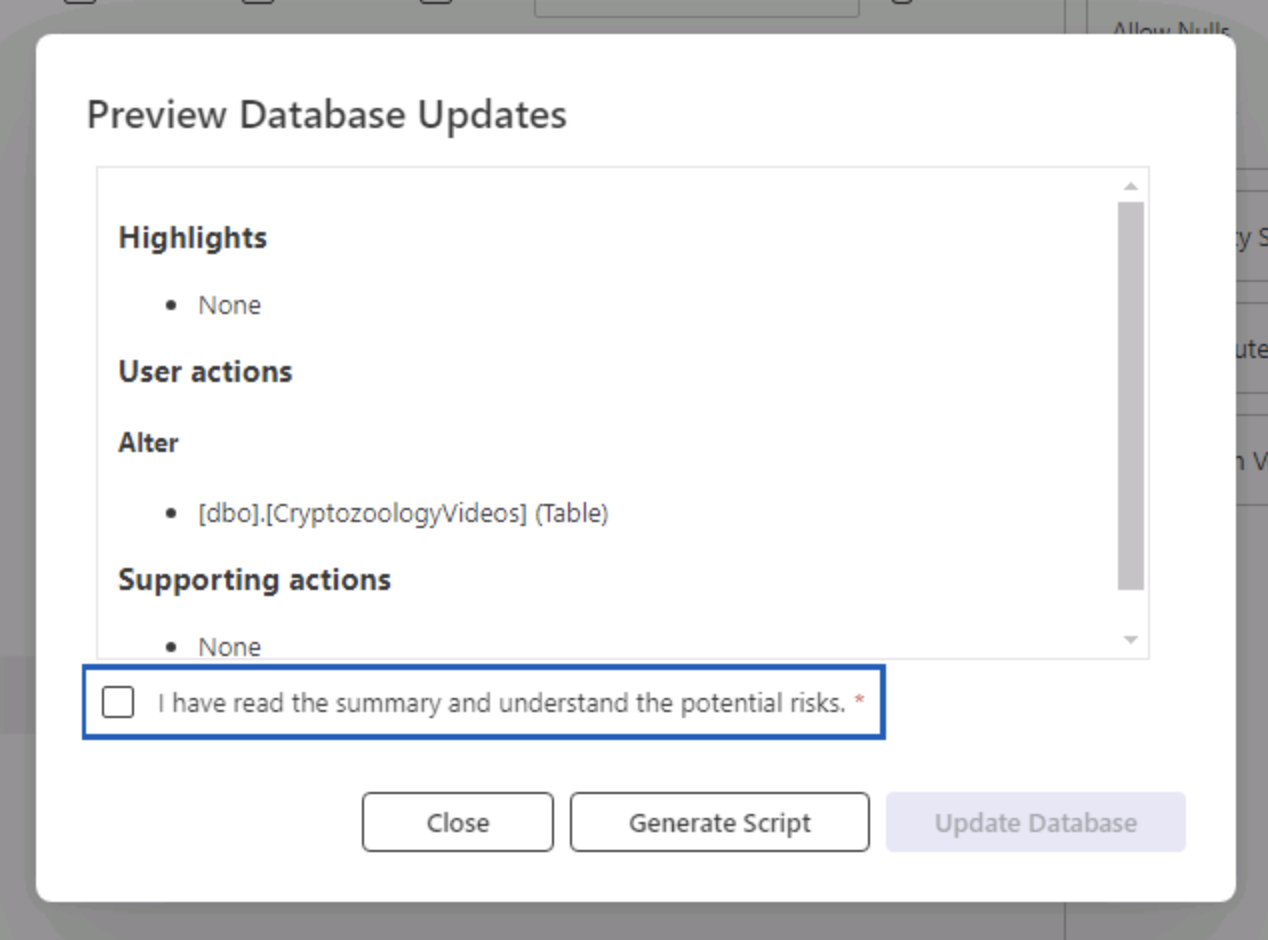 Allow Nulls
Preview Database Updates
Highlights
• None
User actions
Alter
• [dbo].[CryptozoologyVideos] (Table)
Supporting actions
• None
I have read the summary and understand the potential risks. *
Close
Generate Script
Update Database